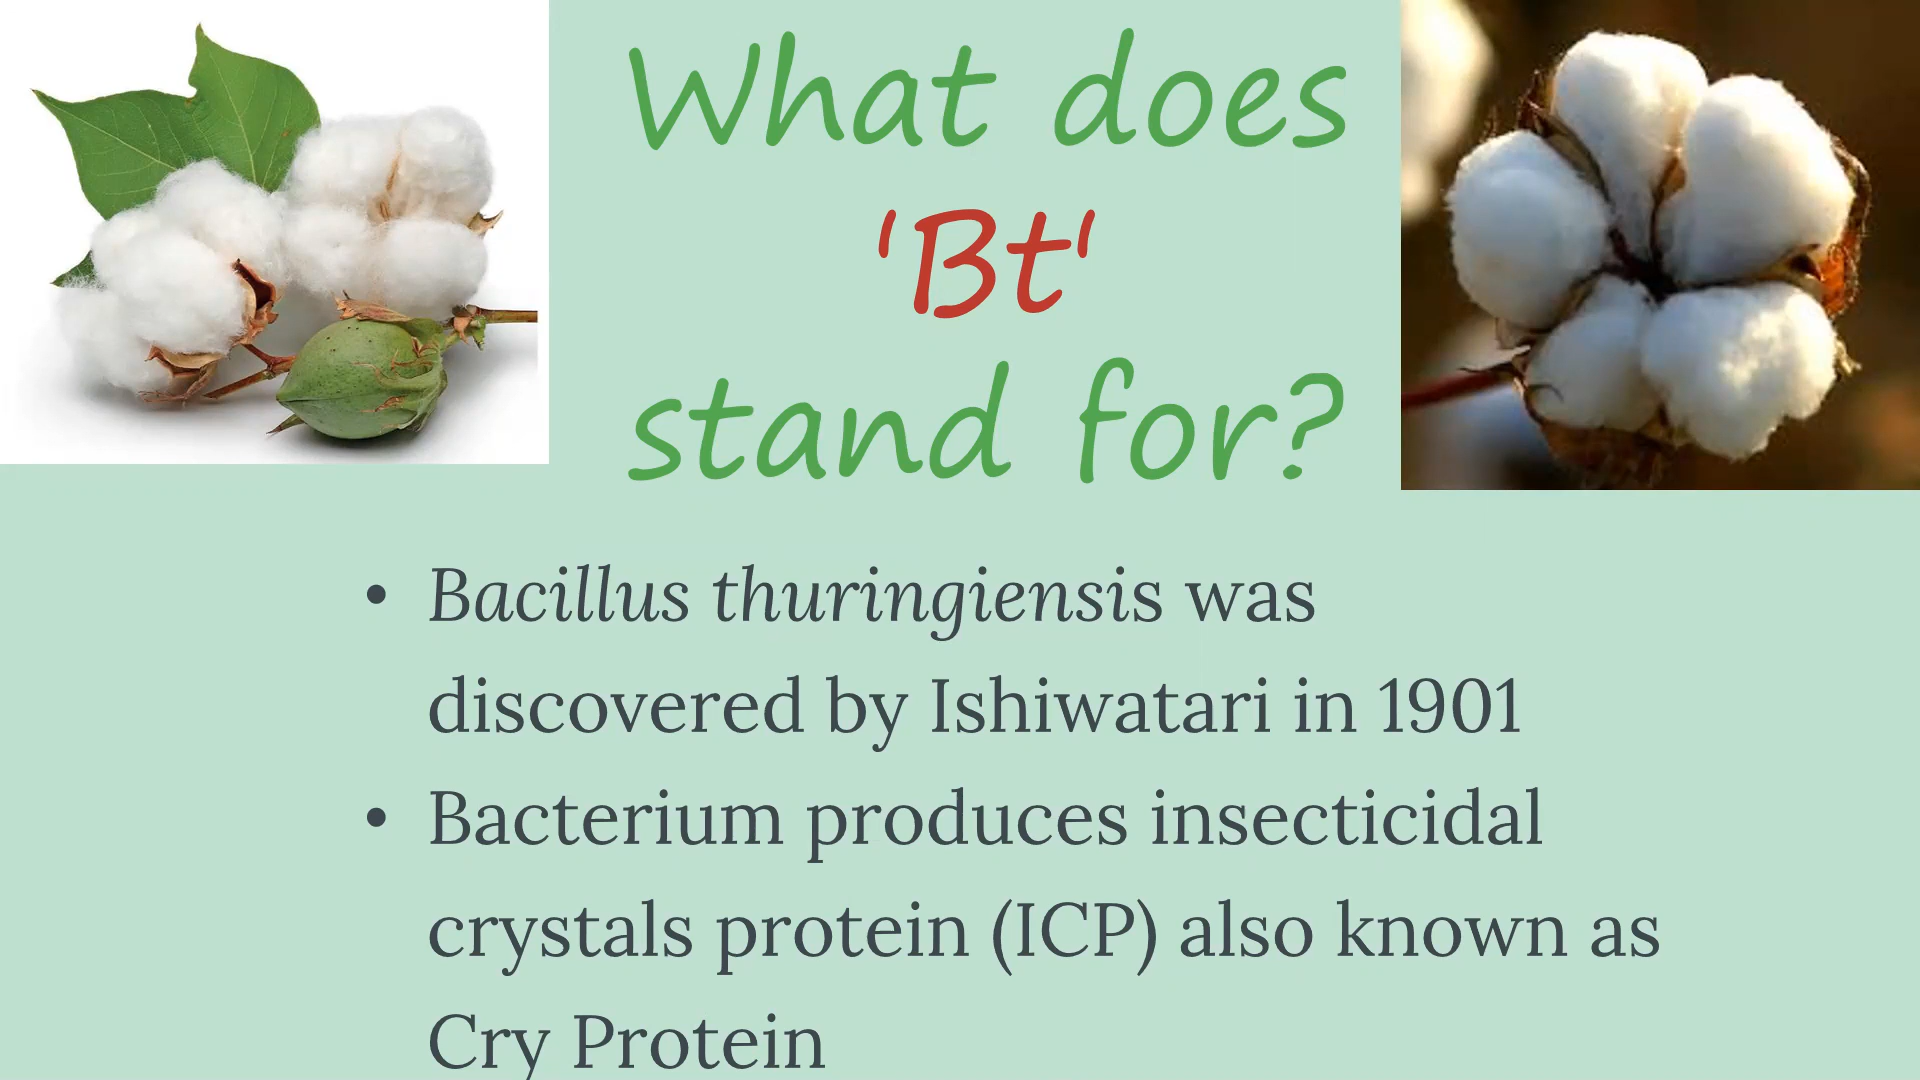 What does
'Bt'
stand for?
• Bacillus thuringiensis was
discovered by Ishiwatari in 1901
• Bacterium produces insecticidal
crystals protein (ICP) also known as
Cry Protein